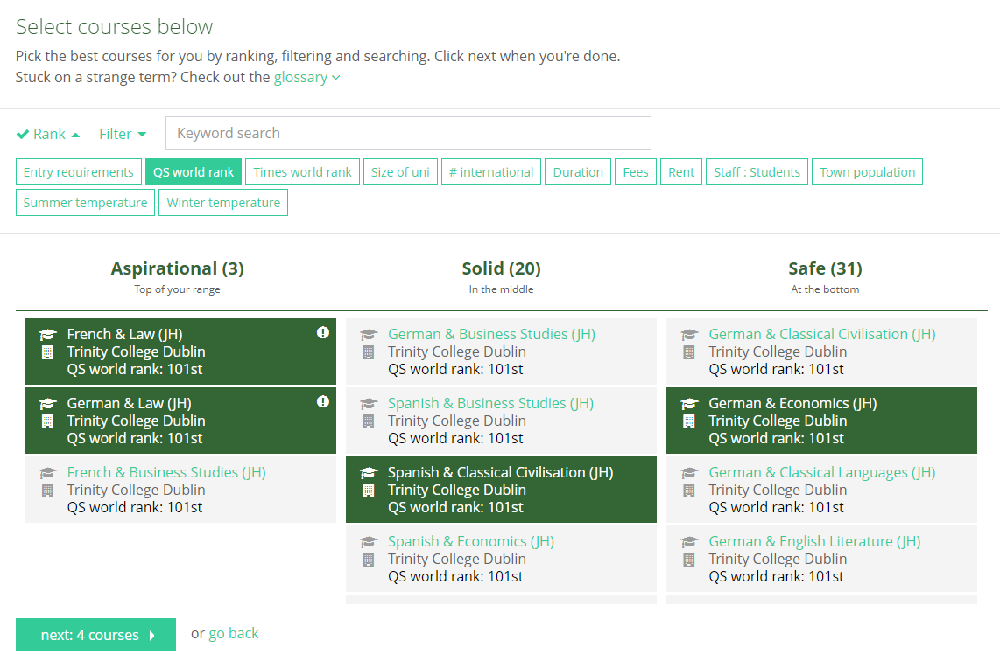 Select courses below
Pick the best courses for you by ranking, filtering and searching. Click next when you're done.
Stuck on a strange term? Check out the glossary
Rank Filter Keyword search
Entry requirements QS world rank Times world rank Size of uni # international Duration Fees Rent Staff : Students Town population
Summer temperature Winter temperature
Aspirational (3)
Top of your range
French & Law (JH)
Trinity College Dublin
QS world rank: 101st
German & Law (JH)
Trinity College Dublin
QS world rank: 101st
French & Business Studies (JH)
Trinity College Dublin
QS world rank: 101st
Solid (20)
In the middle
German & Business Studies (JH)
Trinity College Dublin
QS world rank: 101st
Spanish & Business Studies (JH)
Trinity College Dublin
QS world rank: 101st
Spanish & Classical Civilisation (JH)
Trinity College Dublin
QS world rank: 101st
Spanish & Economics (JH)
Trinity College Dublin
QS world rank: 101st
Safe (31)
At the bottom
German & Classical Civilisation (JH)
Trinity College Dublin
QS world rank: 101st
German & Economics (JH)
Trinity College Dublin
QS world rank: 101st
German & Classical Languages (JH)
Trinity College Dublin
QS world rank: 101st
German & English Literature (JH)
Trinity College Dublin
QS world rank: 101st
next: 4 courses or go back